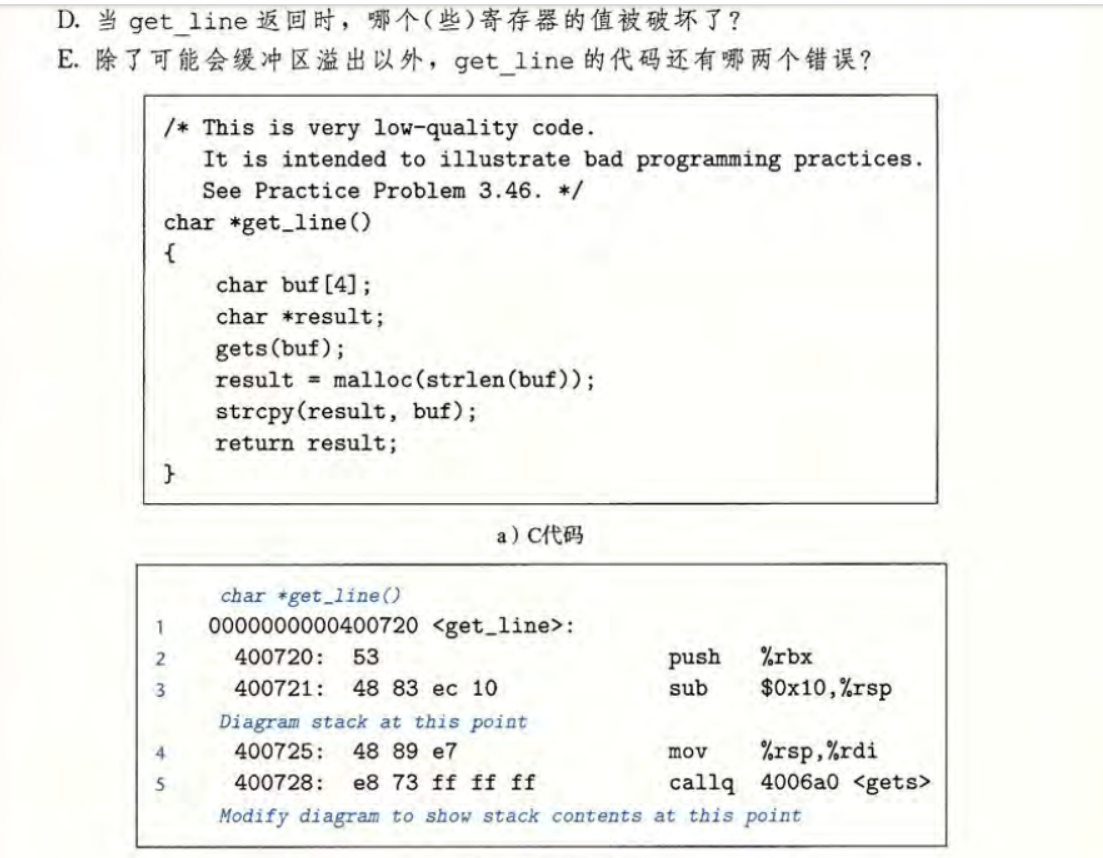 D. 当 get_line 返回时，哪个(些)寄存器的值被破坏了？
E. 除了可能会缓冲区溢出以外，get_line 的代码还有哪两个错误？
/* This is very low-quality code.
It is intended to illustrate bad programming practices.
See Practice Problem 3.46. */
char *get_line()
{
char buf[4];
char *result;
gets(buf);
result = malloc(strlen(buf));
strcpy(result, buf);
return result;
}
a) C代码
char *get_line()
1 0000000000400720 <get_line>:
2 400720: 53 push %rbx
3 400721: 48 83 ec 10 sub $0x10,%rsp
Diagram stack at this point
4 400725: 48 89 e7 mov %rsp,%rdi
5 400728: e8 73 ff ff ff callq 4006a0 <gets>
Modify diagram to show stack contents at this point